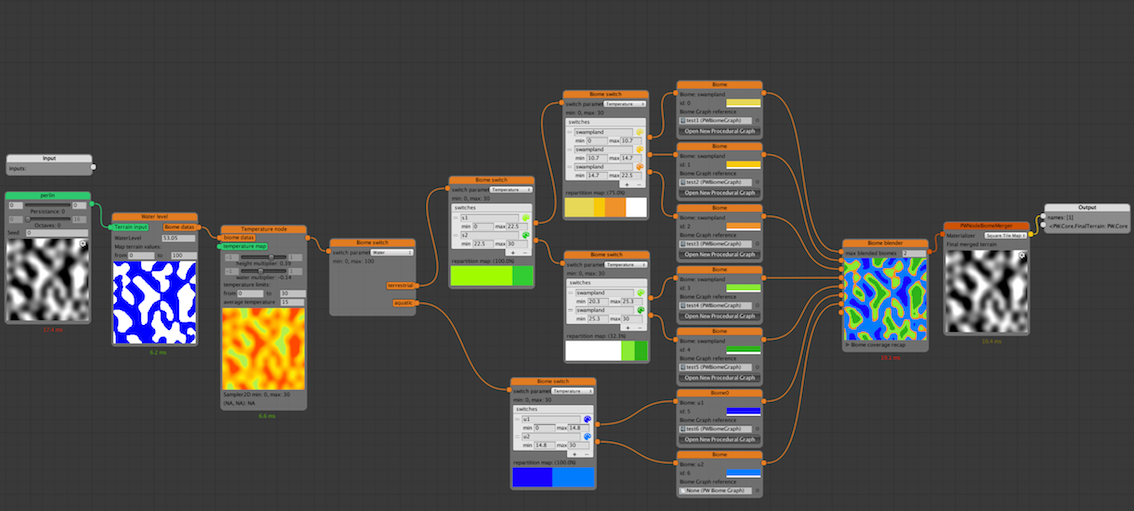 Input
Inputs:
perlin
0 0
Persistance: 0
0 16
Octaves: 0
Seed 0
17.4 ms
Water level
Terrain input Biome datas
WaterLevel 53.05
Map terrain values:
from 0 to 100
6.2 ms
Temperature node
biome datas
temperature map
height multiplier: 0.39
water multiplier: -0.14
temperature limits:
from 0 to 30
average temperature 15
Sampler2D min: 0, max: 30
(NA, NA): NA
6.6 ms
Biome switch
switch paramet Water
min: 0, max: 100
terrestrial
aquatic
Biome switch
switch paramet Temperature
min: 0, max: 30
switches
s1
min 0 max 22.5
s2
min 22.5 max 30
+ −
repartition map: (100.0%)
Biome switch
switch paramet Temperature
min: 0, max: 30
switches
swampland
min 0 max 10.7
swampland
min 10.7 max 14.7
swampland
min 14.7 max 22.5
+ −
repartition map: (75.0%)
Biome switch
switch paramet Temperature
min: 0, max: 30
switches
swampland
min 20.3 max 25.3
swampland
min 25.3 max 30
+ −
repartition map: (32.3%)
Biome switch
switch paramet Temperature
min: 0, max: 30
switches
u1
min 0 max 14.8
u2
min 14.8 max 30
+ −
repartition map: (100.0%)
Biome
Biome: swampland
id: 0
Biome Graph reference
test1 (PWBiomeGraph)
Open New Procedural Graph
Biome
Biome: swampland
id: 1
Biome Graph reference
test2 (PWBiomeGraph)
Open New Procedural Graph
Biome
Biome: swampland
id: 2
Biome Graph reference
test3 (PWBiomeGraph)
Open New Procedural Graph
Biome
Biome: swampland
id: 3
Biome Graph reference
test4 (PWBiomeGraph)
Open New Procedural Graph
Biome
Biome: swampland
id: 4
Biome Graph reference
test5 (PWBiomeGraph)
Open New Procedural Graph
Biome0
Biome: u1
id: 5
Biome Graph reference
test6 (PWBiomeGraph)
Open New Procedural Graph
Biome
Biome: u2
id: 6
Biome Graph reference
None (PW Biome Graph)
Biome blender
max blended biomes 2
Biome coverage recap
PWNodeBiomeMerger
Materializer Square Tile Map
Final merged terrain
10.4 ms
Output
names: [1]
<PW.Core.FinalTerrain PW.Core